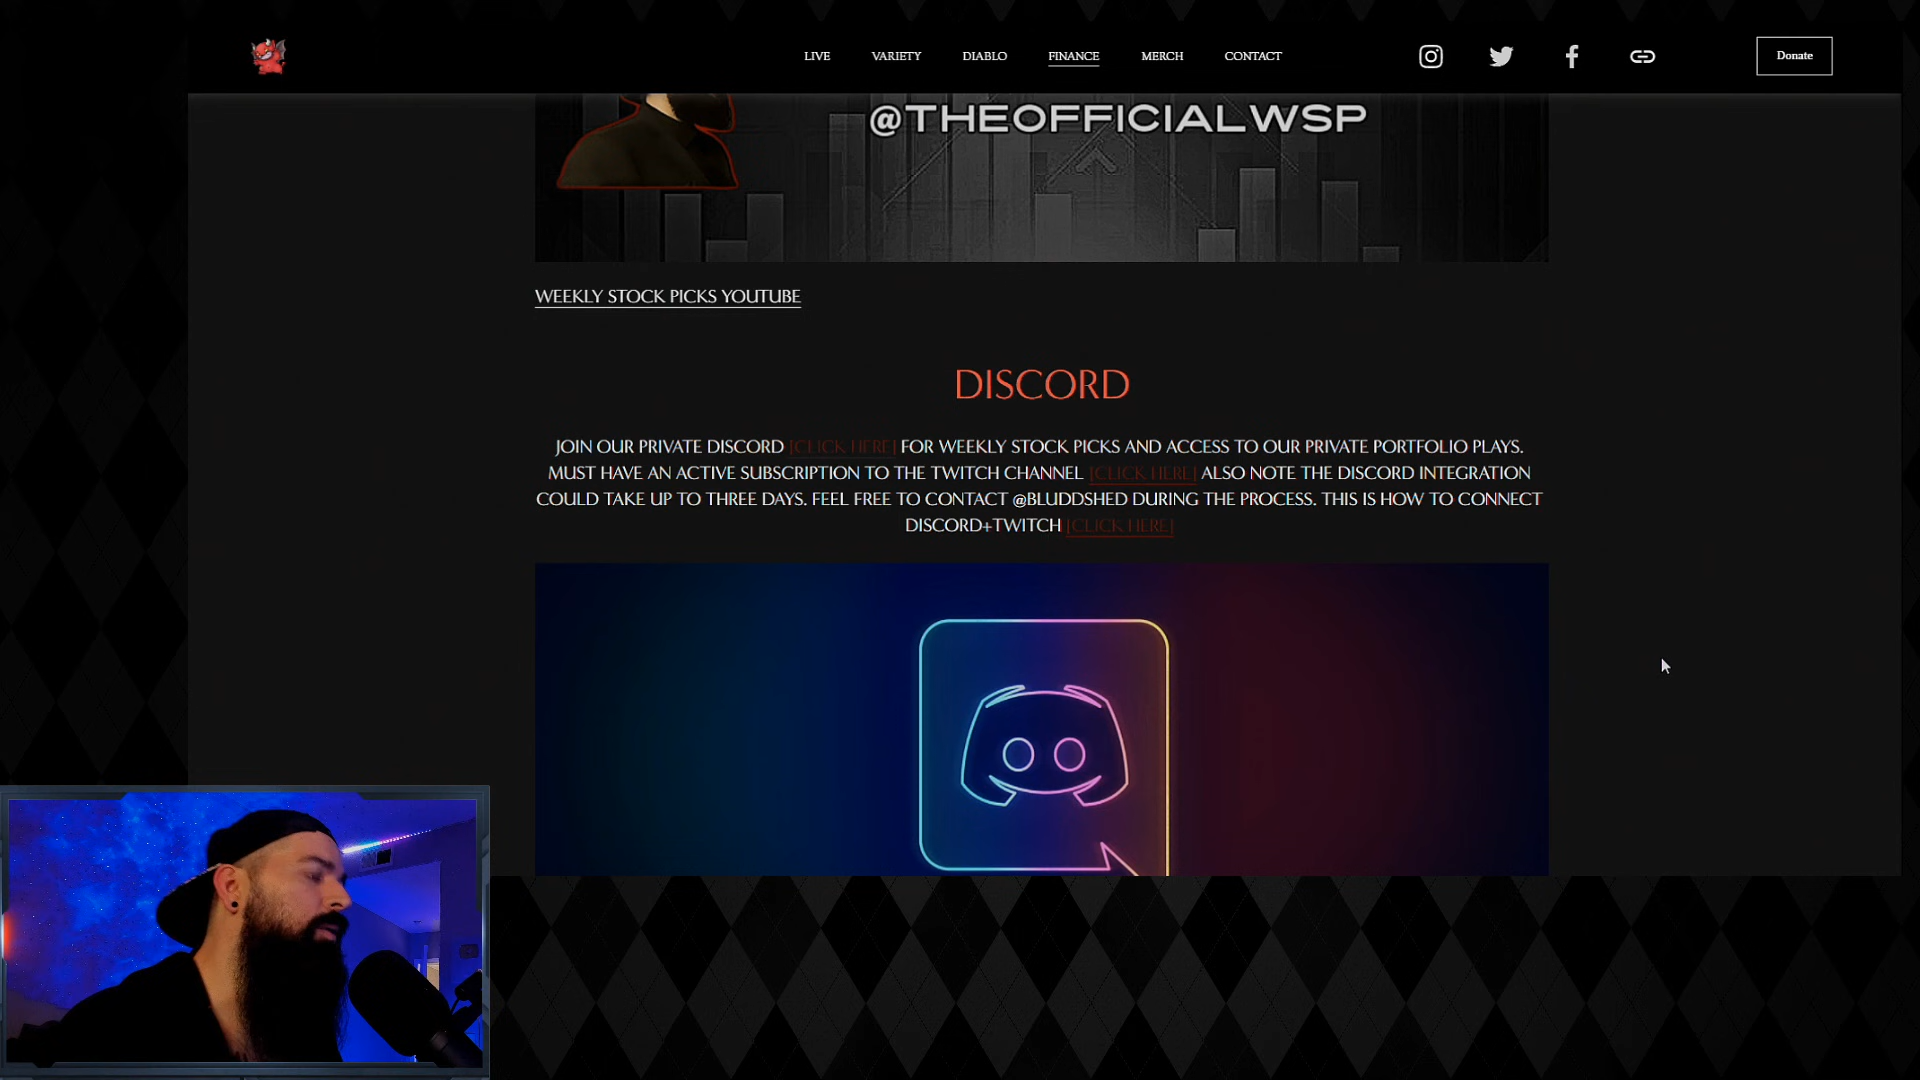 LIVE VARIETY DIABLO FINANCE MERCH CONTACT Donate
@THEOFFICIALWSP
WEEKLY STOCK PICKS YOUTUBE
DISCORD
JOIN OUR PRIVATE DISCORD [CLICK HERE] FOR WEEKLY STOCK PICKS AND ACCESS TO OUR PRIVATE PORTFOLIO PLAYS.
MUST HAVE AN ACTIVE SUBSCRIPTION TO THE TWITCH CHANNEL [CLICK HERE] ALSO NOTE THE DISCORD INTEGRATION
COULD TAKE UP TO THREE DAYS. FEEL FREE TO CONTACT @BLUDDSHED DURING THE PROCESS. THIS IS HOW TO CONNECT
DISCORD+TWITCH [CLICK HERE]